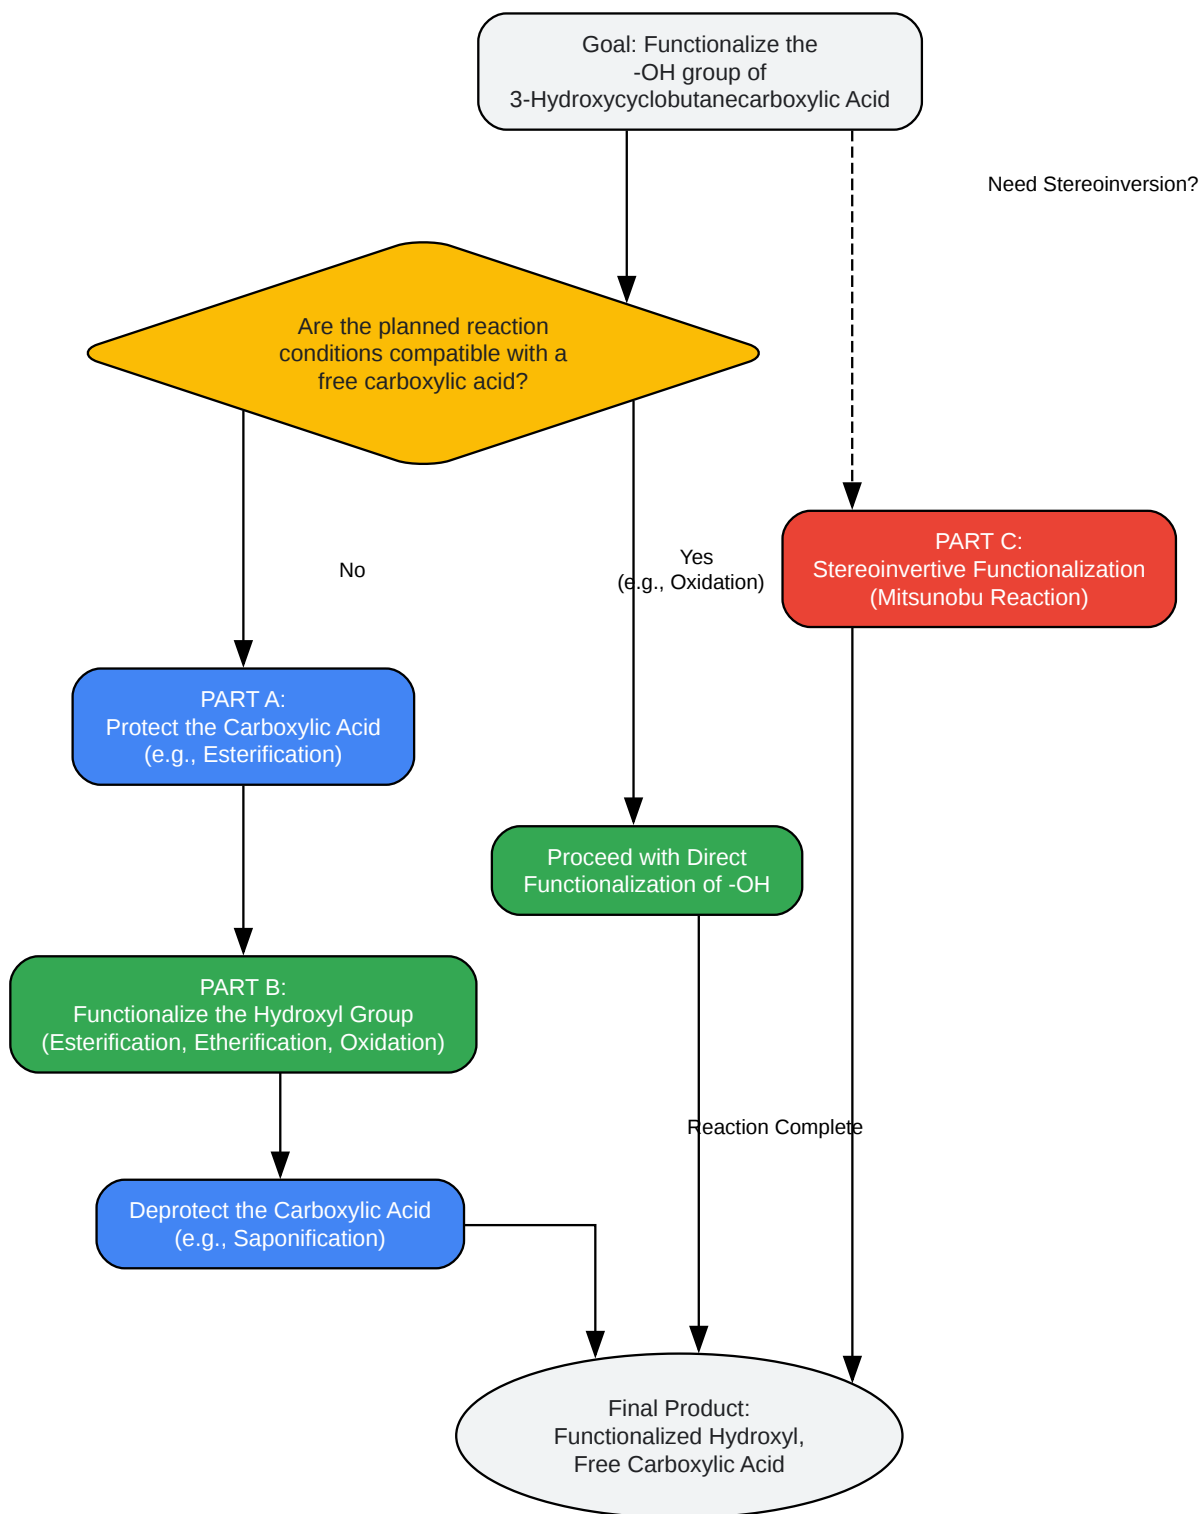 Goal: Functionalize the
-OH group of
3-Hydroxycyclobutanecarboxylic Acid
Need Stereoinversion?
Are the planned reaction
conditions compatible with a
free carboxylic acid?
No
Yes
(e.g., Oxidation)
PART C:
Stereoinvertive Functionalization
(Mitsunobu Reaction)
PART A:
Protect the Carboxylic Acid
(e.g., Esterification)
Proceed with Direct
Functionalization of -OH
PART B:
Functionalize the Hydroxyl Group
(Esterification, Etherification, Oxidation)
Reaction Complete
Deprotect the Carboxylic Acid
(e.g., Saponification)
Final Product:
Functionalized Hydroxyl,
Free Carboxylic Acid